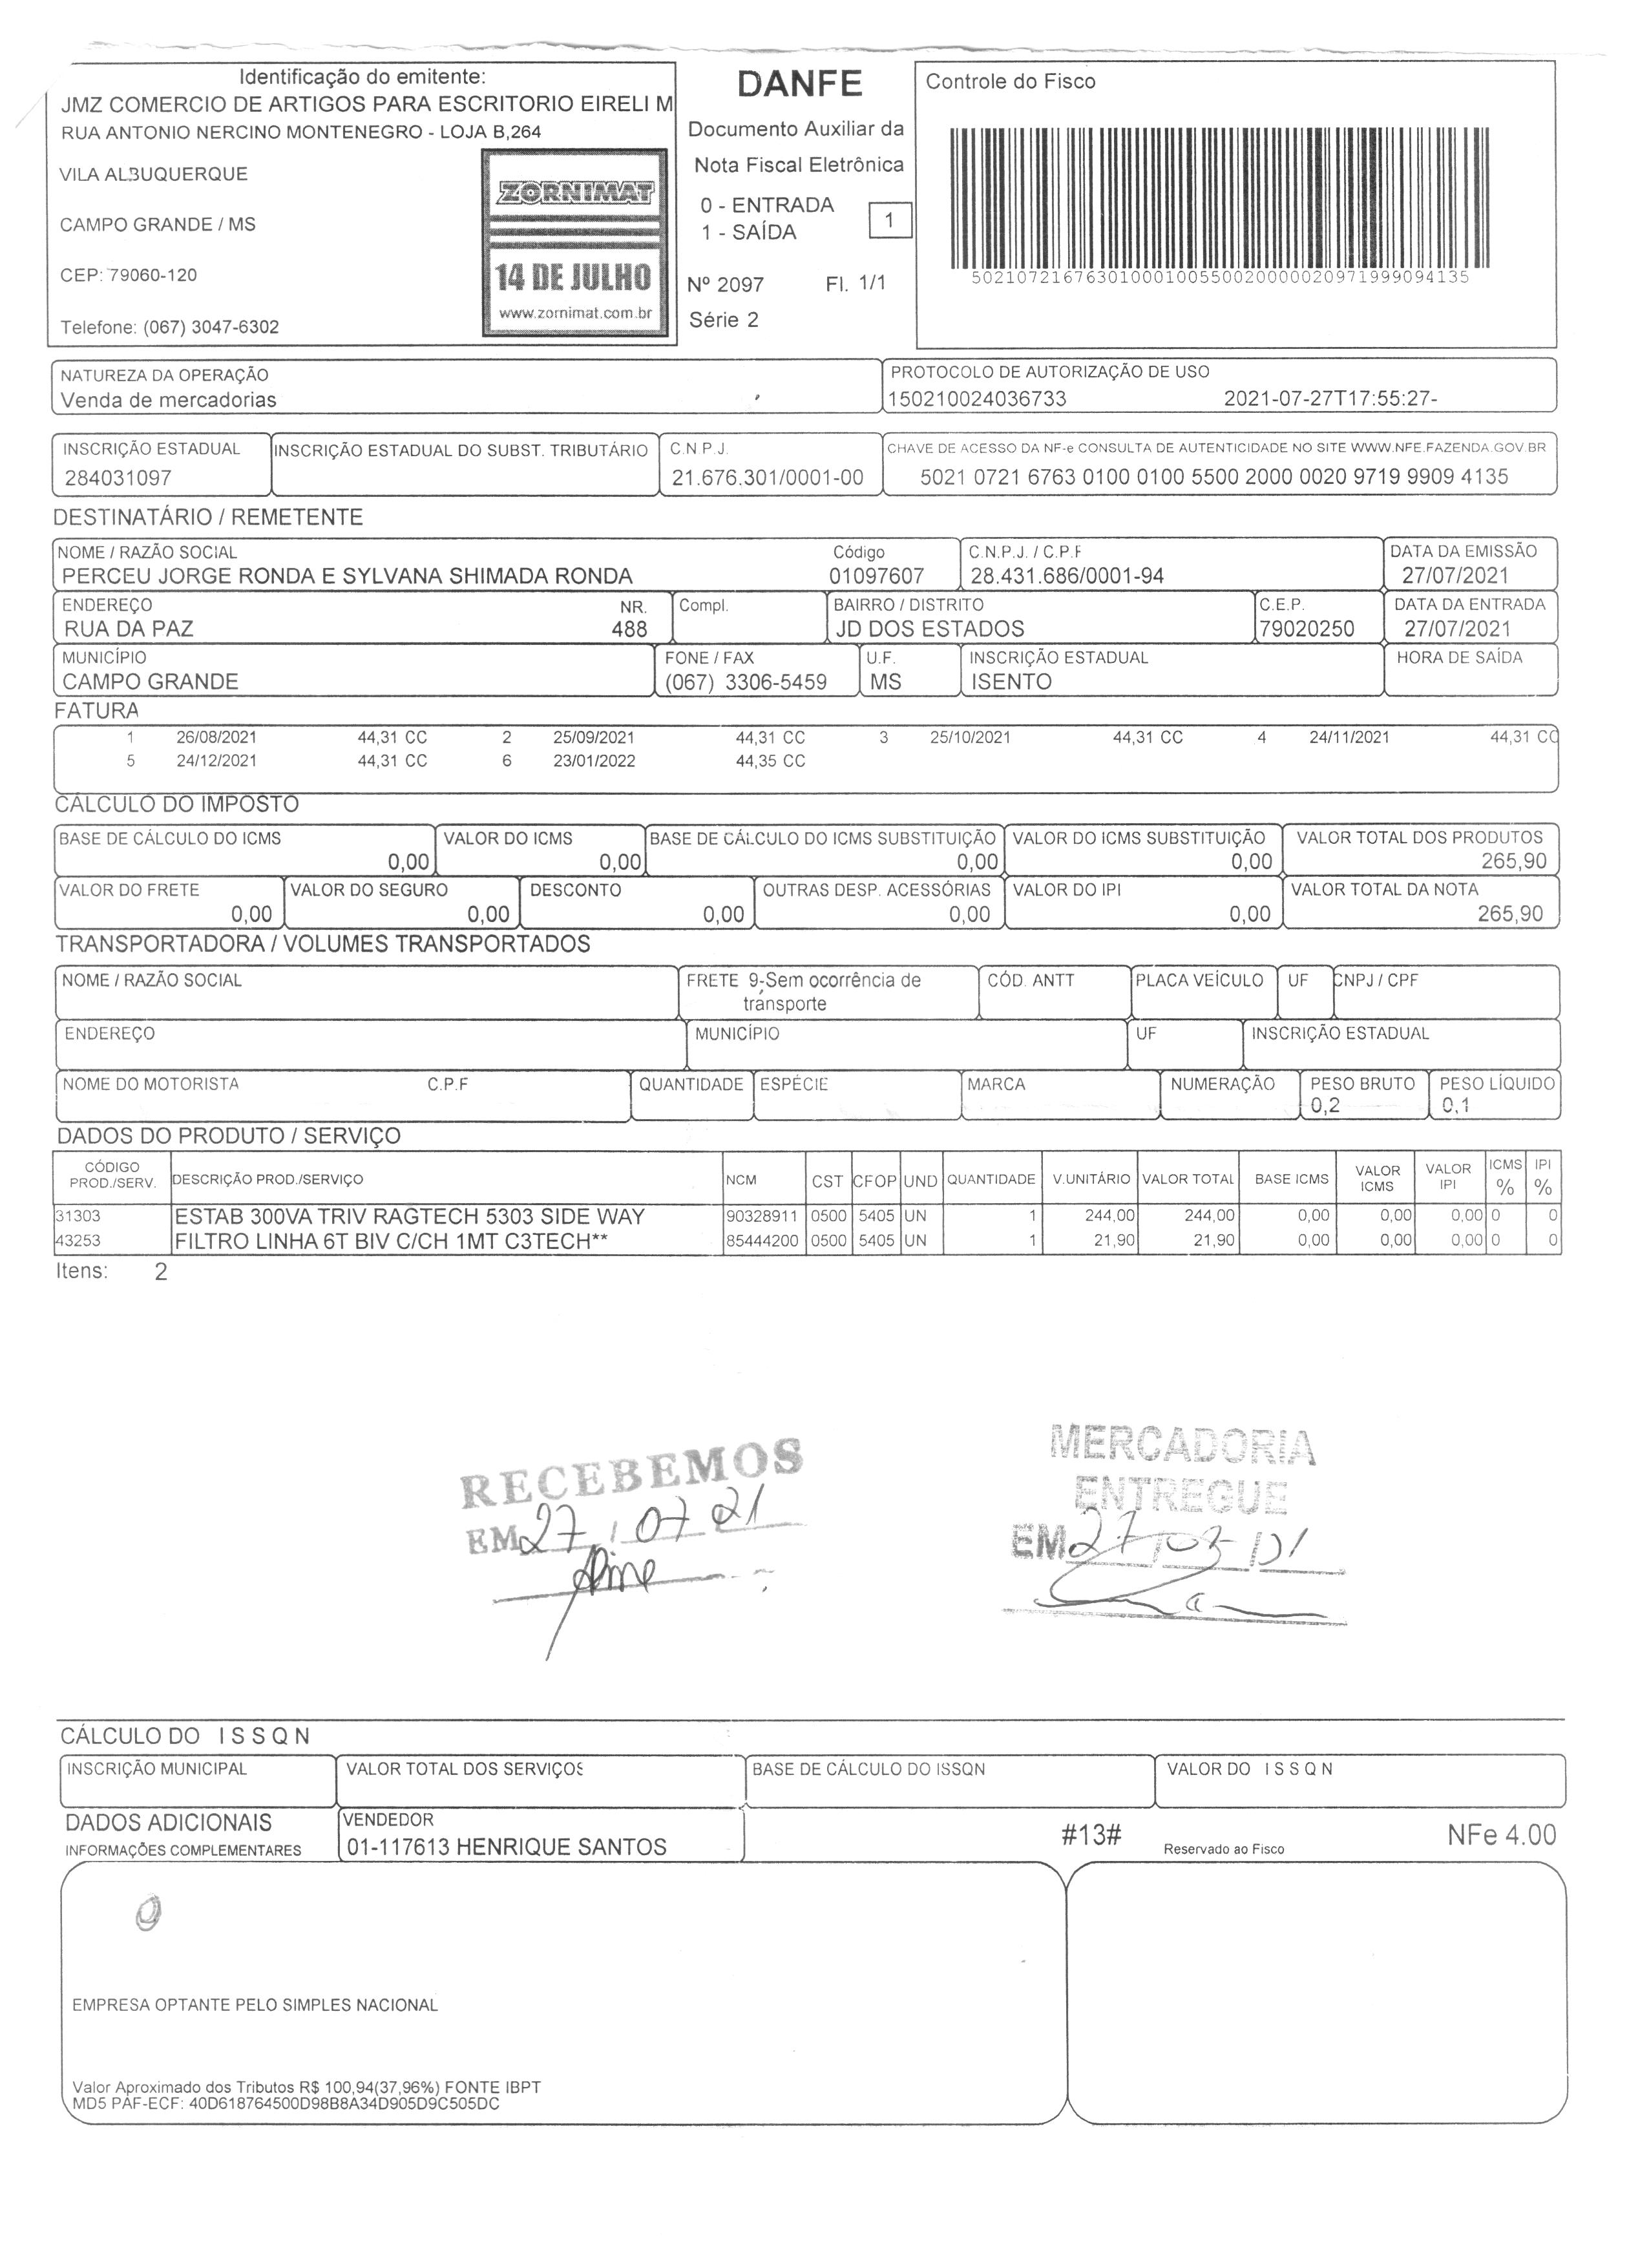 Identificação do emitente:
JMZ COMERCIO DE ARTIGOS PARA ESCRITORIO EIRELI M
RUA ANTONIO NERCINO MONTENEGRO - LOJA B,264
VILA ALBUQUERQUE
CAMPO GRANDE / MS
CEP: 79060-120
Telefone: (067) 3047-6302
ZORNIMAT
14 DE JULHO
www.zornimat.com.br
DANFE
Documento Auxiliar da
Nota Fiscal Eletrônica
0 - ENTRADA
1 - SAÍDA
1
Nº 2097 Fl. 1/1
Série 2
Controle do Fisco
50210721676301000100550020000020971999094135
NATUREZA DA OPERAÇÃO
Venda de mercadorias
PROTOCOLO DE AUTORIZAÇÃO DE USO
150210024036733 2021-07-27T17:55:27-
INSCRIÇÃO ESTADUAL
284031097
INSCRIÇÃO ESTADUAL DO SUBST. TRIBUTÁRIO
C.N P.J.
21.676.301/0001-00
CHAVE DE ACESSO DA NF-e CONSULTA DE AUTENTICIDADE NO SITE WWW.NFE.FAZENDA.GOV.BR
5021 0721 6763 0100 0100 5500 2000 0020 9719 9909 4135
DESTINATÁRIO / REMETENTE
NOME / RAZÃO SOCIAL Código C.N.P.J. / C.P.F DATA DA EMISSÃO
PERCEU JORGE RONDA E SYLVANA SHIMADA RONDA 01097607 28.431.686/0001-94 27/07/2021
ENDEREÇO NR. Compl. BAIRRO / DISTRITO C.E.P. DATA DA ENTRADA
RUA DA PAZ 488 JD DOS ESTADOS 79020250 27/07/2021
MUNICÍPIO FONE / FAX U.F. INSCRIÇÃO ESTADUAL HORA DE SAÍDA
CAMPO GRANDE (067) 3306-5459 MS ISENTO
FATURA
1 26/08/2021 44,31 CC 2 25/09/2021 44,31 CC 3 25/10/2021 44,31 CC 4 24/11/2021 44,31 CC
5 24/12/2021 44,31 CC 6 23/01/2022 44,35 CC
CÁLCULO DO IMPOSTO
BASE DE CÁLCULO DO ICMS VALOR DO ICMS BASE DE CÁLCULO DO ICMS SUBSTITUIÇÃO VALOR DO ICMS SUBSTITUIÇÃO VALOR TOTAL DOS PRODUTOS
0,00 0,00 0,00 0,00 265,90
VALOR DO FRETE VALOR DO SEGURO DESCONTO OUTRAS DESP. ACESSÓRIAS VALOR DO IPI VALOR TOTAL DA NOTA
0,00 0,00 0,00 0,00 0,00 265,90
TRANSPORTADORA / VOLUMES TRANSPORTADOS
NOME / RAZÃO SOCIAL FRETE 9-Sem ocorrência de CÓD. ANTT PLACA VEÍCULO UF CNPJ / CPF
transporte
ENDEREÇO MUNICÍPIO UF INSCRIÇÃO ESTADUAL
NOME DO MOTORISTA C.P.F QUANTIDADE ESPÉCIE MARCA NUMERAÇÃO PESO BRUTO PESO LÍQUIDO
0,2 0,1
DADOS DO PRODUTO / SERVIÇO
CÓDIGO PROD./SERV. DESCRIÇÃO PROD./SERVIÇO NCM CST CFOP UND QUANTIDADE V.UNITÁRIO VALOR TOTAL BASE ICMS VALOR ICMS VALOR IPI ICMS % IPI %
31303 ESTAB 300VA TRIV RAGTECH 5303 SIDE WAY 90328911 0500 5405 UN 1 244,00 244,00 0,00 0,00 0,00 0 0
43253 FILTRO LINHA 6T BIV C/CH 1MT C3TECH** 85444200 0500 5405 UN 1 21,90 21,90 0,00 0,00 0,00 0 0
Itens: 2
RECEBEMOS
EM 27/07 21
MERCADORIA
ENTREGUE
EM 27
CÁLCULO DO I S S Q N
INSCRIÇÃO MUNICIPAL VALOR TOTAL DOS SERVIÇOS BASE DE CÁLCULO DO ISSQN VALOR DO I S S Q N
DADOS ADICIONAIS
INFORMAÇÕES COMPLEMENTARES
VENDEDOR
01-117613 HENRIQUE SANTOS
#13#
Reservado ao Fisco
NFe 4.00
EMPRESA OPTANTE PELO SIMPLES NACIONAL
Valor Aproximado dos Tributos R$ 100,94(37,96%) FONTE IBPT
MD5 PAF-ECF: 40D618764500D98B8A34D905D9C505DC